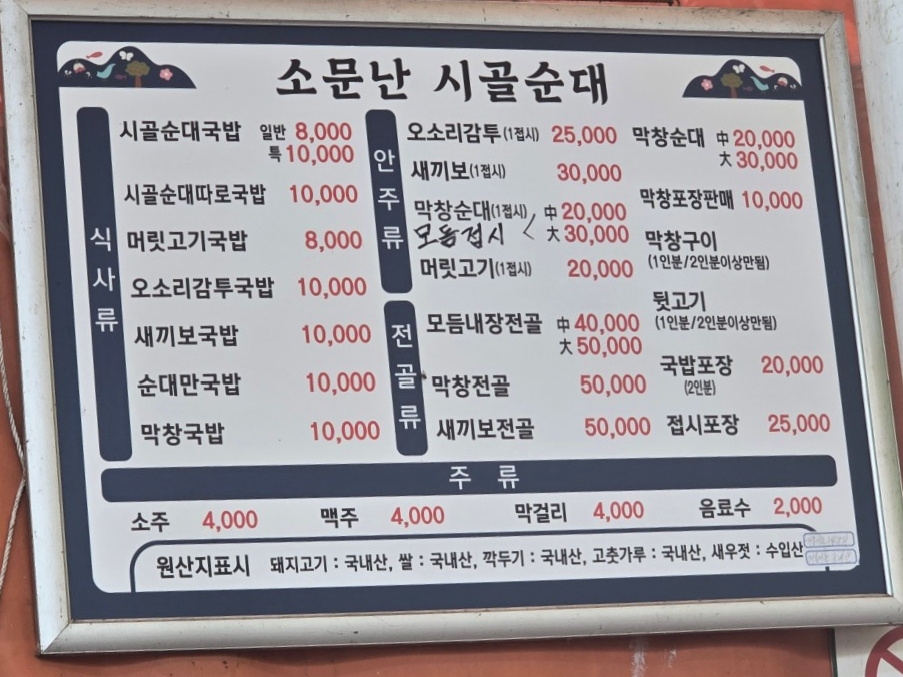 소문난 시골순대
식사류
시골순대국밥 일반 8,000
특 10,000
시골순대따로국밥 10,000
머릿고기국밥 8,000
오소리감투국밥 10,000
새끼보국밥 10,000
순대만국밥 10,000
막창국밥 10,000
안주류
오소리감투(1접시) 25,000
새끼보(1접시) 30,000
막창순대(1접시) 中 20,000
모둠접시 < 大 30,000
머릿고기(1접시) 20,000
전골류
모듬내장전골 中 40,000
大 50,000
막창전골 50,000
새끼보전골 50,000
막창순대 中 20,000
大 30,000
막창포장판매 10,000
막창구이
(1인분/2인분이상만됨)
뒷고기
(1인분/2인분이상만됨)
국밥포장 20,000
(2인분)
접시포장 25,000
주류
소주 4,000 맥주 4,000 막걸리 4,000 음료수 2,000
원산지표시 돼지고기 : 국내산, 쌀 : 국내산, 깍두기 : 국내산, 고춧가루 : 국내산, 새우젓 : 수입산